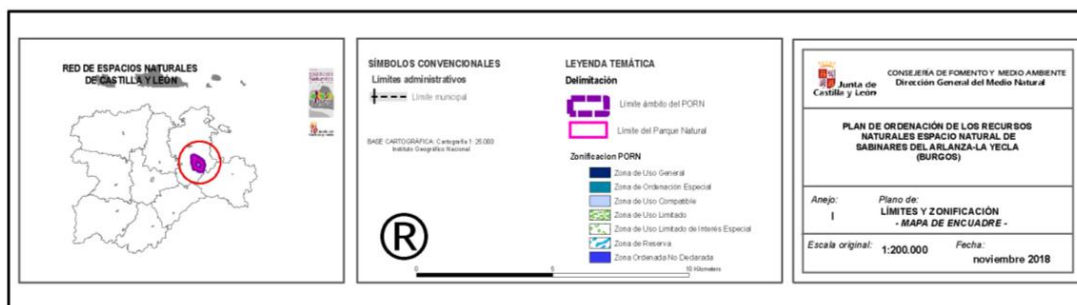 RED DE ESPACIOS NATURALES
DE CASTILLA Y LEÓN
SÍMBOLOS CONVENCIONALES
Límites administrativos
Límite municipal
BASE CARTOGRÁFICA: Cartografía 1: 25.000
Instituto Geográfico Nacional
®
LEYENDA TEMÁTICA
Delimitación
Límite ámbito del PORN
Límite del Parque Natural
Zonificacion PORN
Zona de Uso General
Zona de Ordenación Especial
Zona de Uso Compatible
Zona de Uso Limitado
Zona de Uso Limitado de Interés Especial
Zona de Reserva
Zona Ordenada No Declarada
0 5 10 Kilometers
Junta de
Castilla y León
CONSEJERÍA DE FOMENTO Y MEDIO AMBIENTE
Dirección General del Medio Natural
PLAN DE ORDENACIÓN DE LOS RECURSOS
NATURALES ESPACIO NATURAL DE
SABINARES DEL ARLANZA-LA YECLA
(BURGOS)
Anejo:
I
Plano de:
LÍMITES Y ZONIFICACIÓN
- MAPA DE ENCUADRE -
Escala original: 1:200.000
Fecha:
noviembre 2018